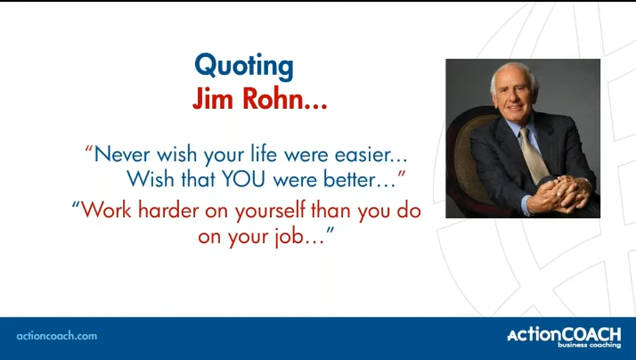 Quoting
Jim Rohn...
“Never wish your life were easier...
Wish that YOU were better...”
“Work harder on yourself than you do
on your job...”
actioncoach.com
ActionCOACH
business coaching